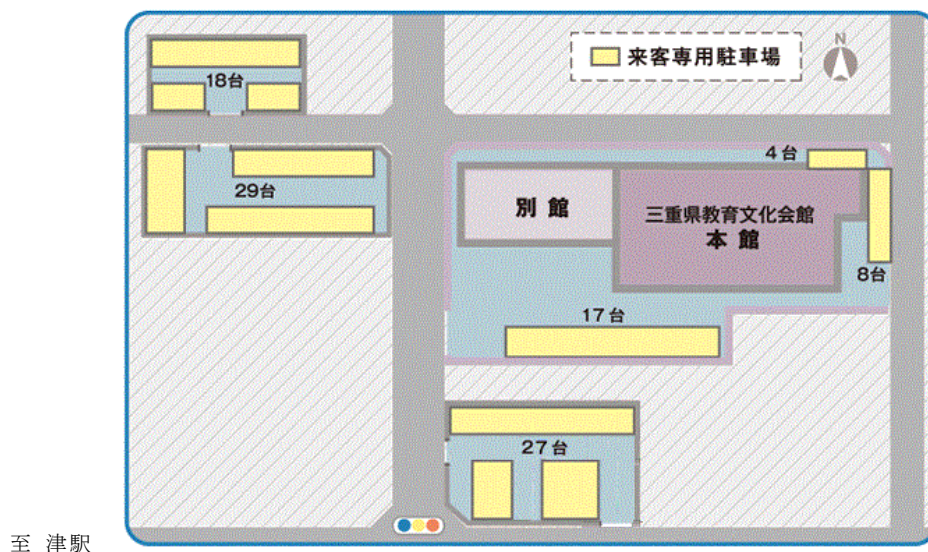 来客専用駐車場
N
18台
4台
29台
別館
三重県教育文化会館
本館
8台
17台
27台
至 津駅